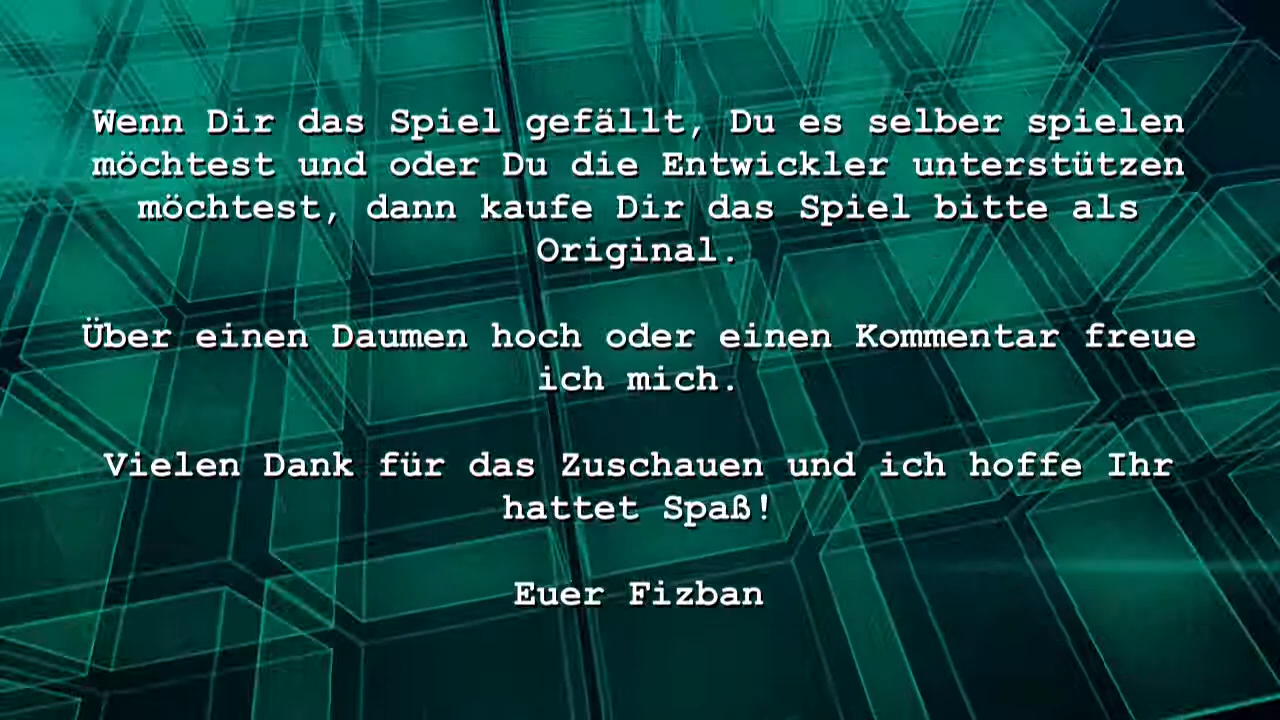 Wenn Dir das Spiel gefällt, Du es selber spielen
möchtest und oder Du die Entwickler unterstützen
möchtest, dann kaufe Dir das Spiel bitte als
Original.
Über einen Daumen hoch oder einen Kommentar freue
ich mich.
Vielen Dank für das Zuschauen und ich hoffe Ihr
hattet Spaß!
Euer Fizban